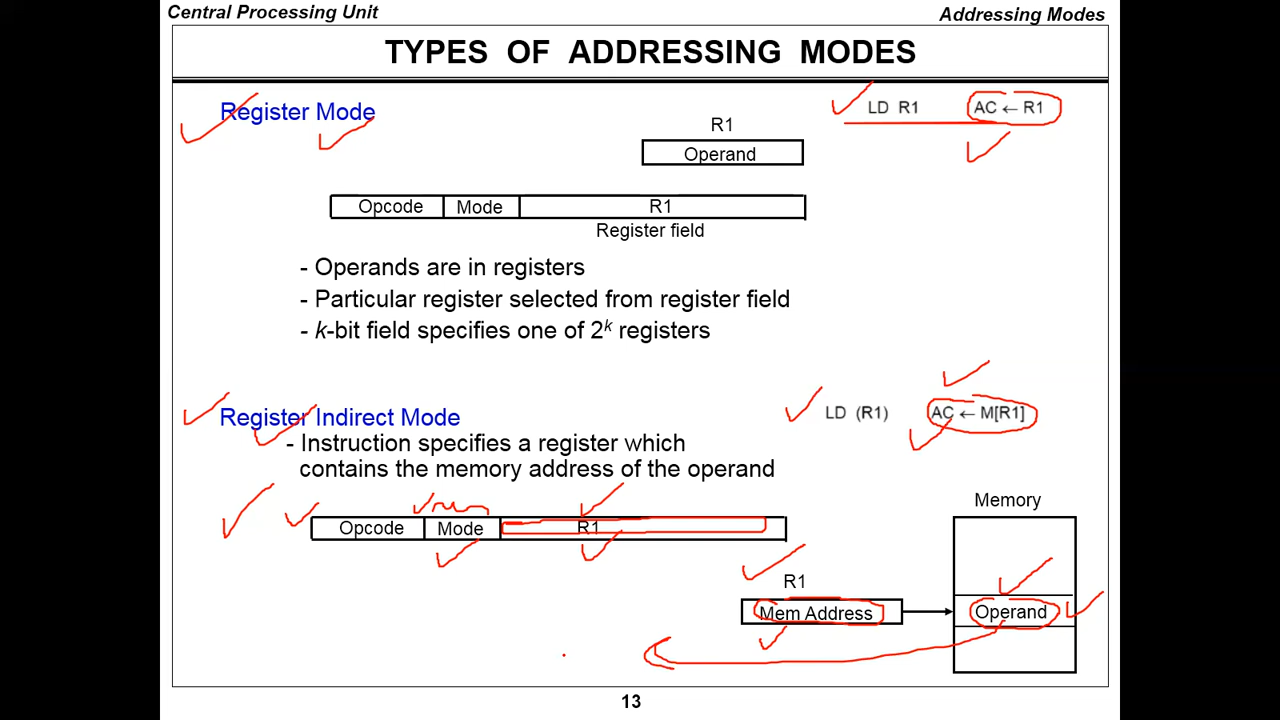 Central Processing Unit
Addressing Modes
TYPES OF ADDRESSING MODES
Register Mode
LD R1 AC ← R1
R1
Operand
Opcode Mode R1
Register field
- Operands are in registers
- Particular register selected from register field
- k-bit field specifies one of 2^k registers
Register Indirect Mode
LD (R1) AC ← M[R1]
- Instruction specifies a register which
contains the memory address of the operand
Memory
Opcode Mode R1
R1
Mem Address
Operand
13